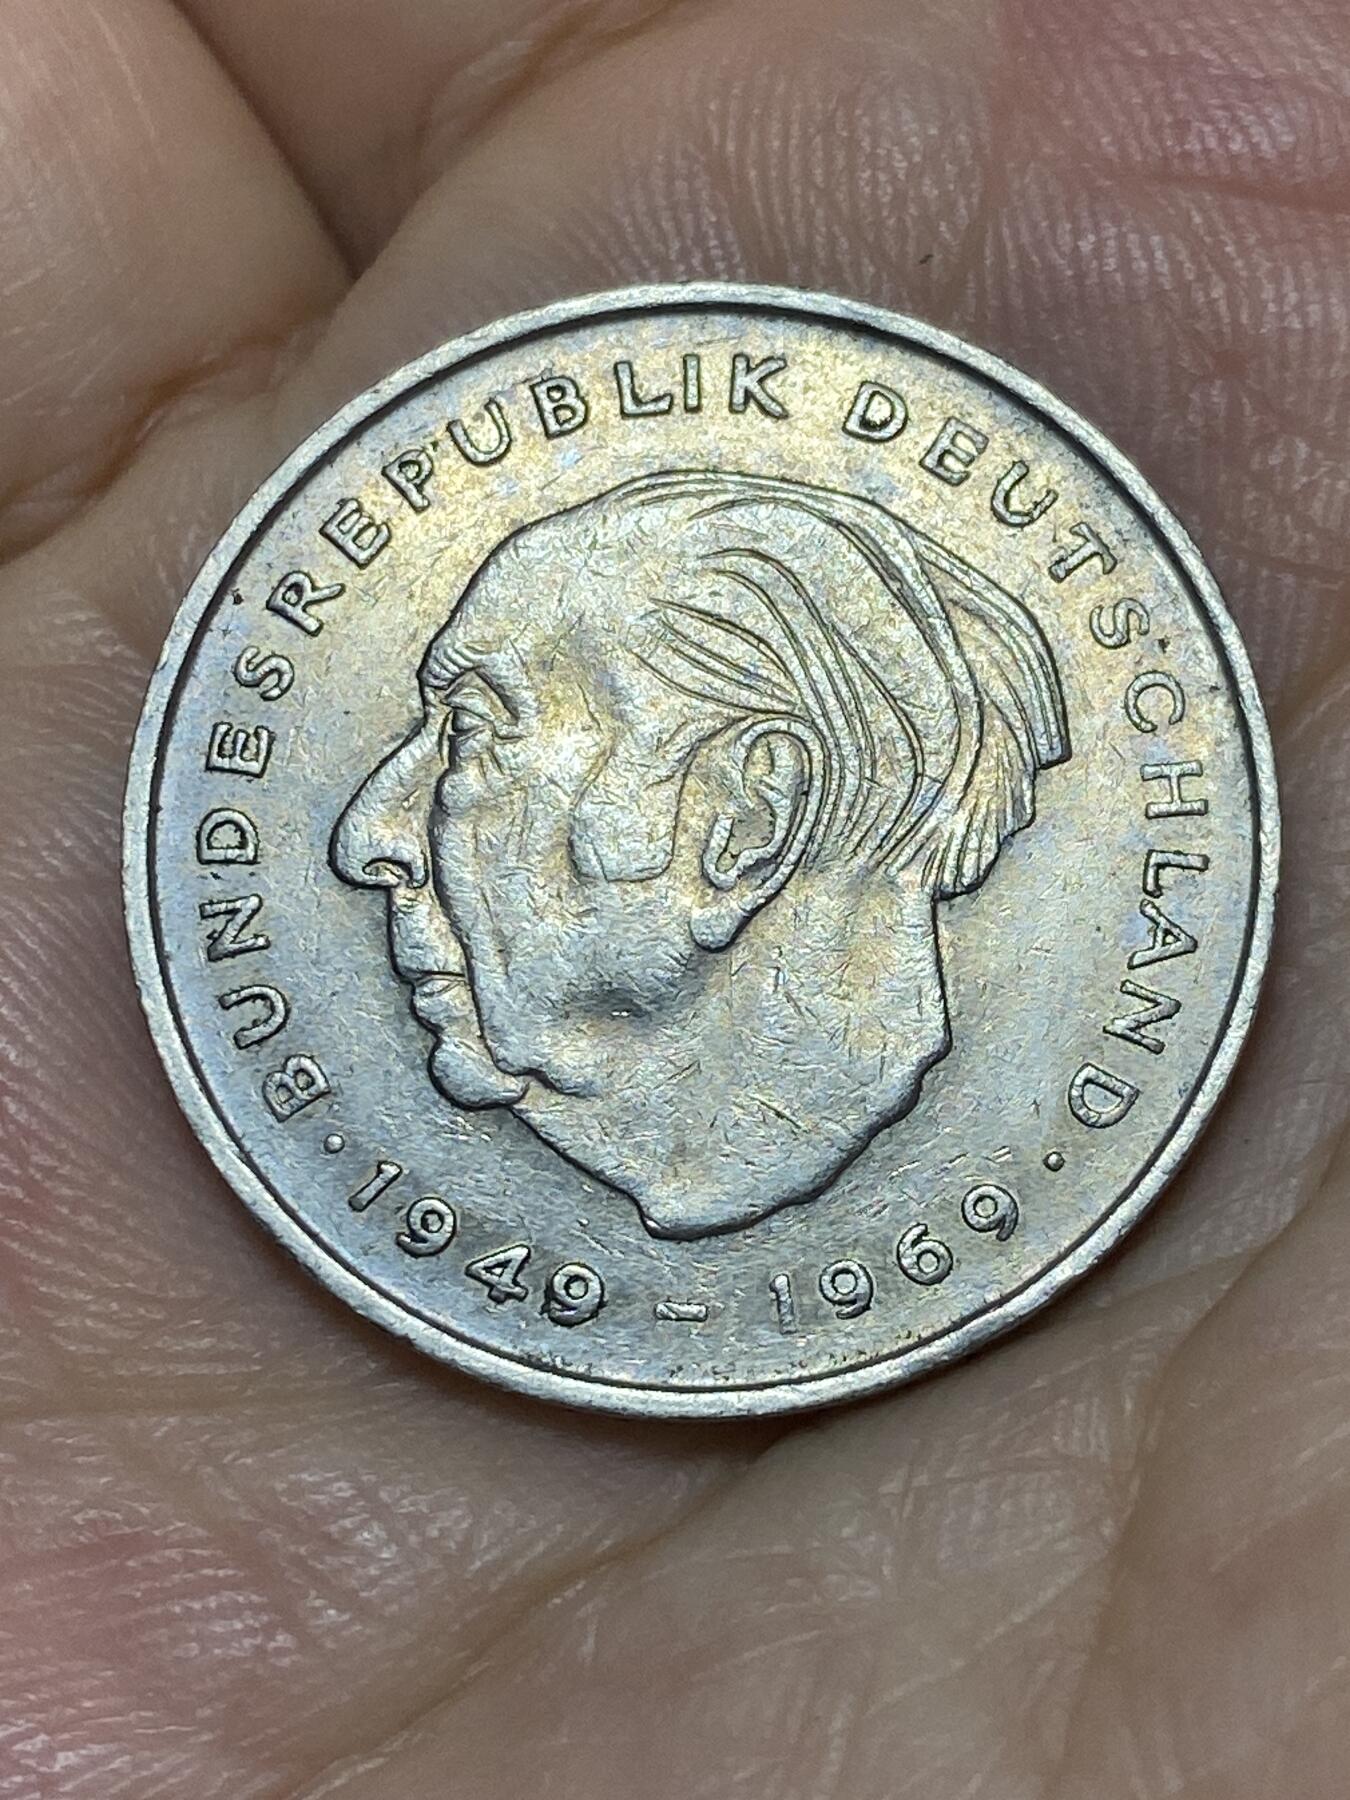 BUNDESREPUBLIK DEUTSCHLAND
· 1949 – 1969 ·